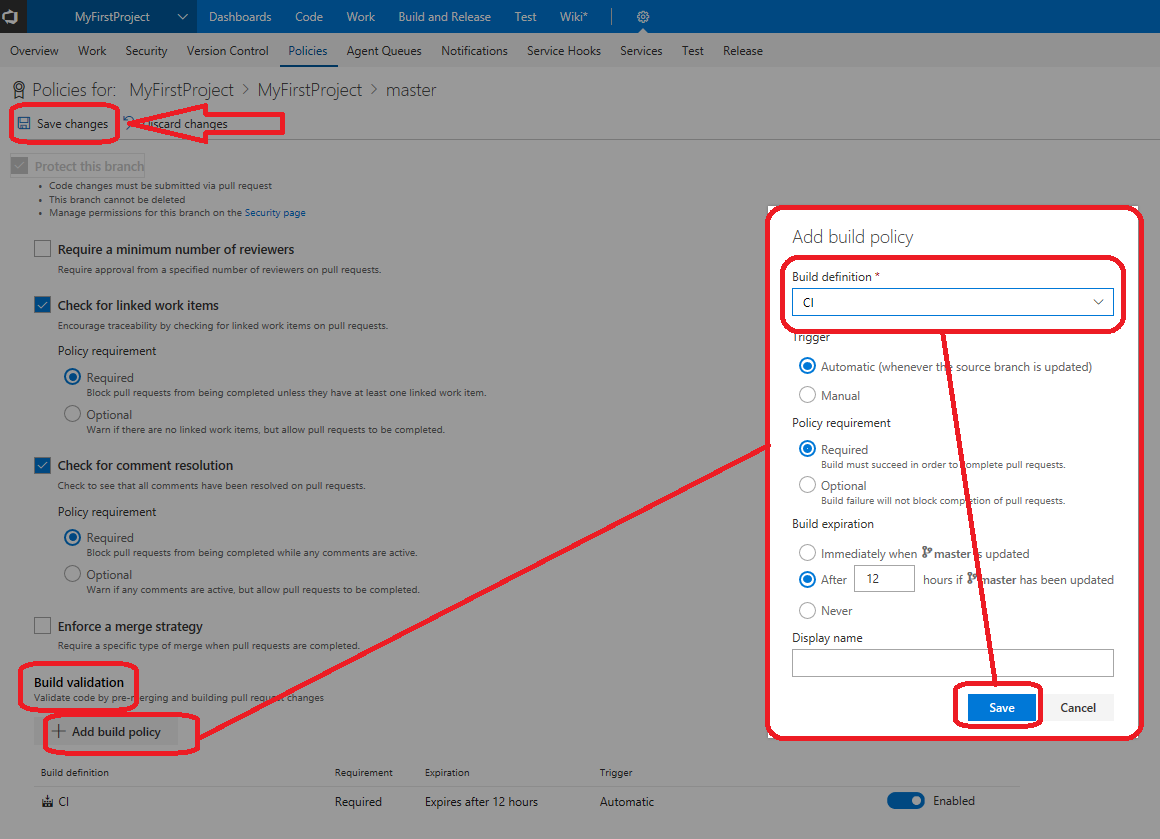 MyFirstProject Dashboards Code Work Build and Release Test Wiki*
Overview Work Security Version Control Policies Agent Queues Notifications Service Hooks Services Test Release
Policies for: MyFirstProject > MyFirstProject > master
Save changes Discard changes
Protect this branch
• Code changes must be submitted via pull request
• This branch cannot be deleted
• Manage permissions for this branch on the Security page
Require a minimum number of reviewers
Require approval from a specified number of reviewers on pull requests.
Check for linked work items
Encourage traceability by checking for linked work items on pull requests.
Policy requirement
Required
Block pull requests from being completed unless they have at least one linked work item.
Optional
Warn if there are no linked work items, but allow pull requests to be completed.
Check for comment resolution
Check to see that all comments have been resolved on pull requests.
Policy requirement
Required
Block pull requests from being completed while any comments are active.
Optional
Warn if any comments are active, but allow pull requests to be completed.
Enforce a merge strategy
Require a specific type of merge when pull requests are completed.
Build validation
Validate code by pre-merging and building pull request changes
+ Add build policy
Build definition Requirement Expiration Trigger
CI Required Expires after 12 hours Automatic Enabled
Add build policy
Build definition *
CI
Trigger
Automatic (whenever the source branch is updated)
Manual
Policy requirement
Required
Build must succeed in order to complete pull requests.
Optional
Build failure will not block completion of pull requests.
Build expiration
Immediately when master is updated
After 12 hours if master has been updated
Never
Display name
Save Cancel